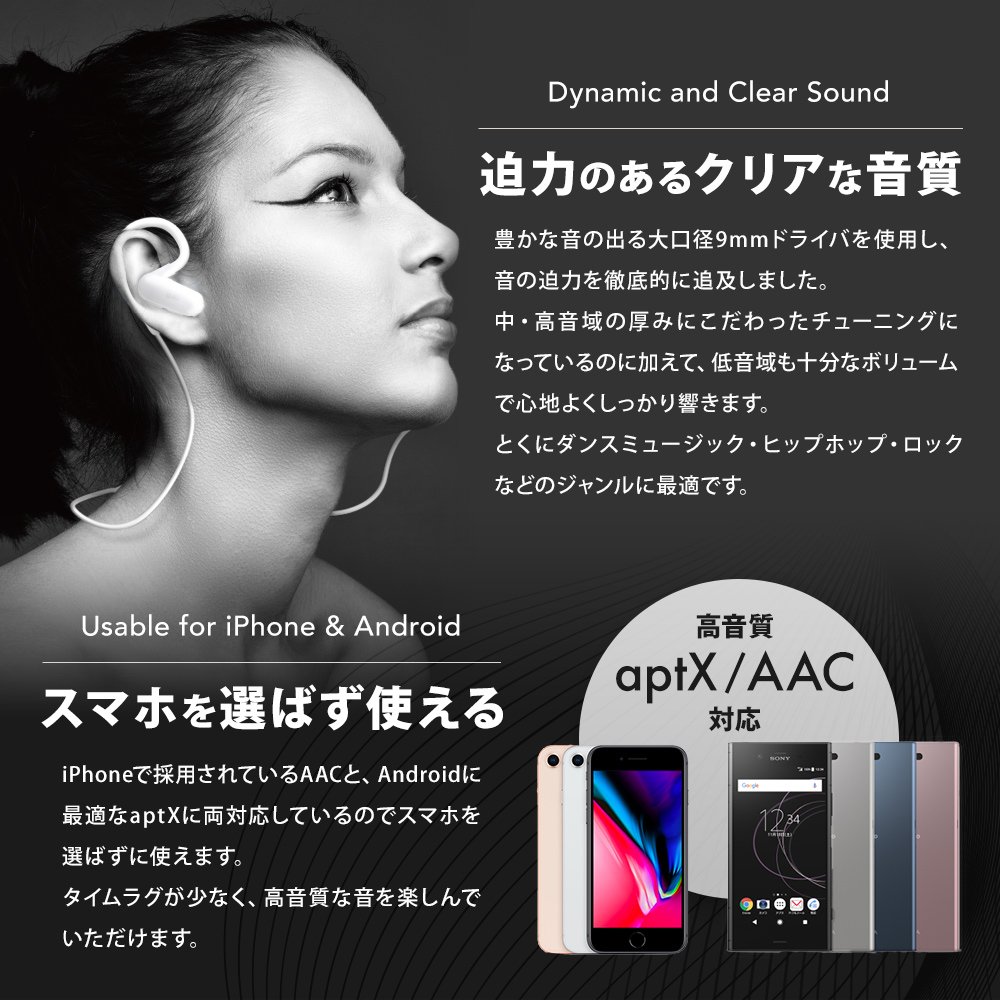 Dynamic and Clear Sound
迫力のあるクリアな音質
豊かな音の出る大口径9mmドライバを使用し、
音の迫力を徹底的に追及しました。
中・高音域の厚みにこだわったチューニングに
なっているのに加えて、低音域も十分なボリューム
で心地よくしっかり響きます。
とくにダンスミュージック・ヒップホップ・ロック
などのジャンルに最適です。
Usable for iPhone & Android
スマホを選ばず使える
iPhoneで採用されているAACと、Androidに
最適なaptXに両対応しているのでスマホを
選ばずに使えます。
タイムラグが少なく、高音質な音を楽しんで
いただけます。
高音質
aptX/AAC
対応
SONY
Google
12:34